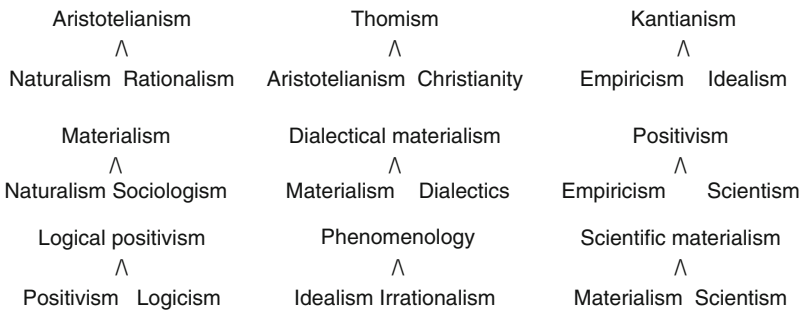 Aristotelianism Thomism Kantianism
Naturalism Rationalism Aristotelianism Christianity Empiricism Idealism
Materialism Dialectical materialism Positivism
Naturalism Sociologism Materialism Dialectics Empiricism Scientism
Logical positivism Phenomenology Scientific materialism
Positivism Logicism Idealism Irrationalism Materialism Scientism